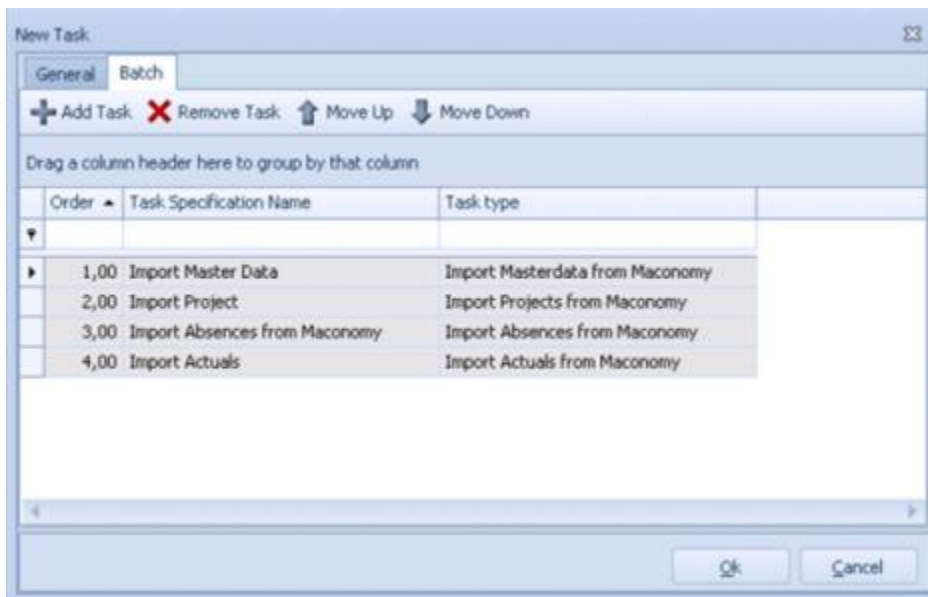 New Task
General Batch
Add Task Remove Task Move Up Move Down
Drag a column header here to group by that column
Order Task Specification Name Task type
1,00 Import Master Data Import Masterdata from Maconomy
2,00 Import Project Import Projects from Maconomy
3,00 Import Absences from Maconomy Import Absences from Maconomy
4,00 Import Actuals Import Actuals from Maconomy
Ok Cancel